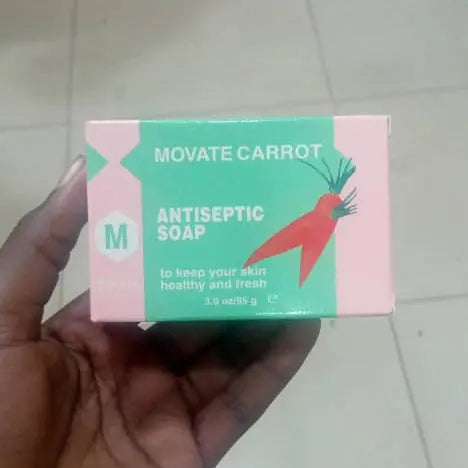 MOVATE CARROT
M
ANTISEPTIC
SOAP
to keep your skin
healthy and fresh
3.0 oz/85 g e